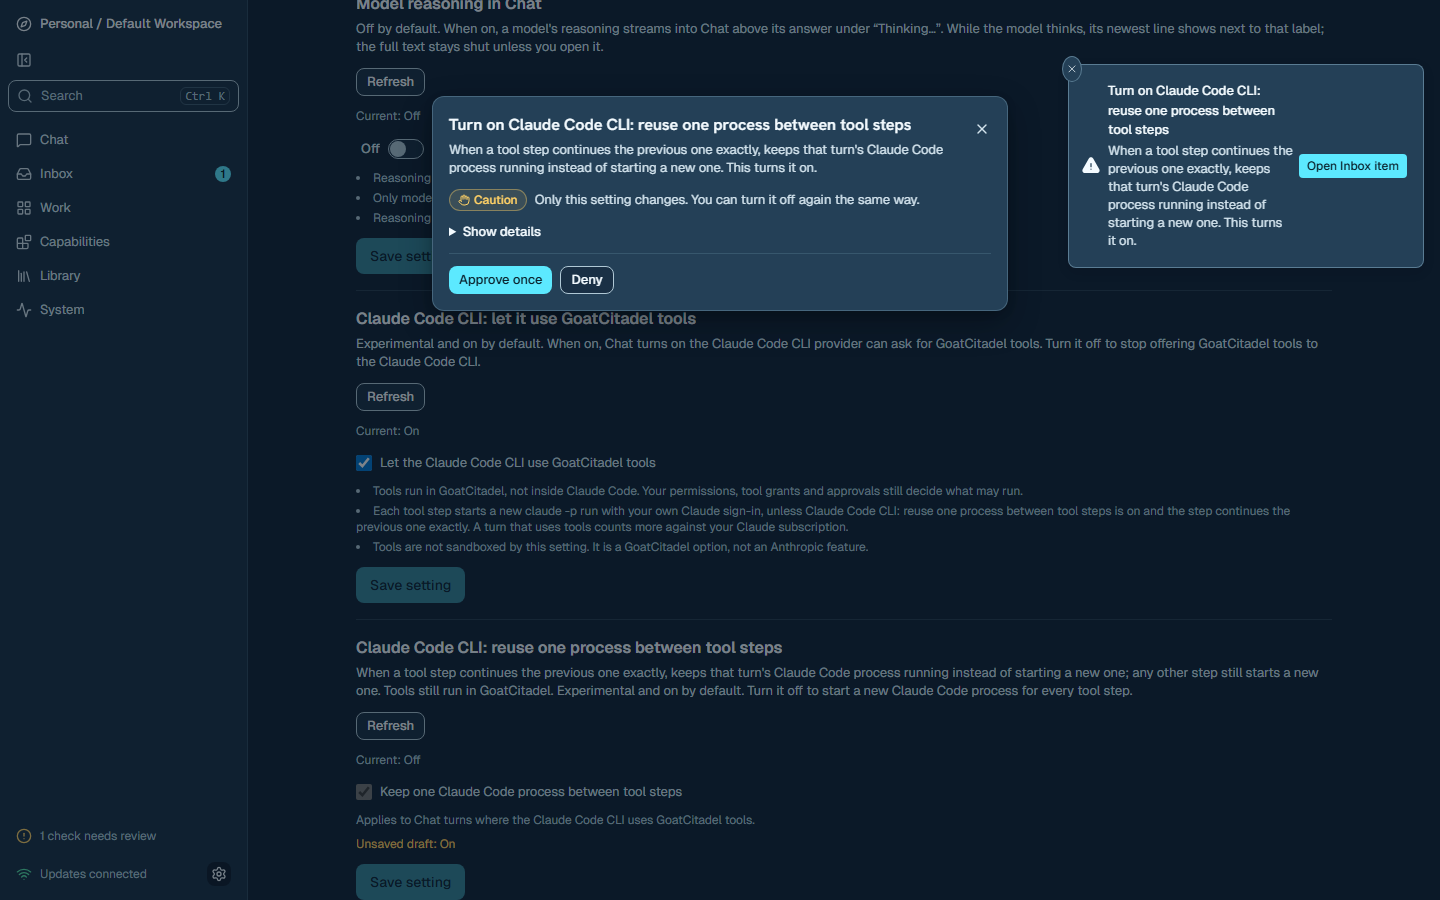 Personal / Default Workspace
Search
Ctrl K
Chat
Inbox
1
Work
Capabilities
Library
System
1 check needs review
Updates connected
Model reasoning in Chat
Off by default. When on, a model's reasoning streams into Chat above its answer under “Thinking…”. While the model thinks, its newest line shows next to that label;
the full text stays shut unless you open it.
Refresh
Current: Off
Off
• Reasoning
• Only mode
• Reasoning
Save sett
Turn on Claude Code CLI: reuse one process between tool steps
When a tool step continues the previous one exactly, keeps that turn's Claude Code
process running instead of starting a new one. This turns it on.
Caution
Only this setting changes. You can turn it off again the same way.
Show details
Approve once
Deny
Turn on Claude Code CLI:
reuse one process between
tool steps
When a tool step continues the
previous one exactly, keeps
that turn's Claude Code
process running instead of
starting a new one. This turns
it on.
Open Inbox item
Claude Code CLI: let it use GoatCitadel tools
Experimental and on by default. When on, Chat turns on the Claude Code CLI provider can ask for GoatCitadel tools. Turn it off to stop offering GoatCitadel tools to
the Claude Code CLI.
Refresh
Current: On
Let the Claude Code CLI use GoatCitadel tools
• Tools run in GoatCitadel, not inside Claude Code. Your permissions, tool grants and approvals still decide what may run.
• Each tool step starts a new claude -p run with your own Claude sign-in, unless Claude Code CLI: reuse one process between tool steps is on and the step continues the
previous one exactly. A turn that uses tools counts more against your Claude subscription.
• Tools are not sandboxed by this setting. It is a GoatCitadel option, not an Anthropic feature.
Save setting
Claude Code CLI: reuse one process between tool steps
When a tool step continues the previous one exactly, keeps that turn's Claude Code process running instead of starting a new one; any other step still starts a new
one. Tools still run in GoatCitadel. Experimental and on by default. Turn it off to start a new Claude Code process for every tool step.
Refresh
Current: Off
Keep one Claude Code process between tool steps
Applies to Chat turns where the Claude Code CLI uses GoatCitadel tools.
Unsaved draft: On
Save setting